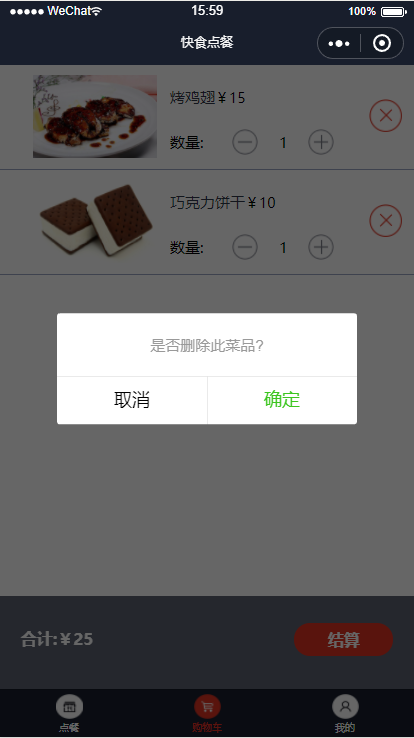 WeChat 15:59 100%
快食点餐
烤鸡翅￥15
数量: 1
巧克力饼干￥10
数量: 1
是否删除此菜品?
取消 确定
合计:￥25 结算
点餐 购物车 我的